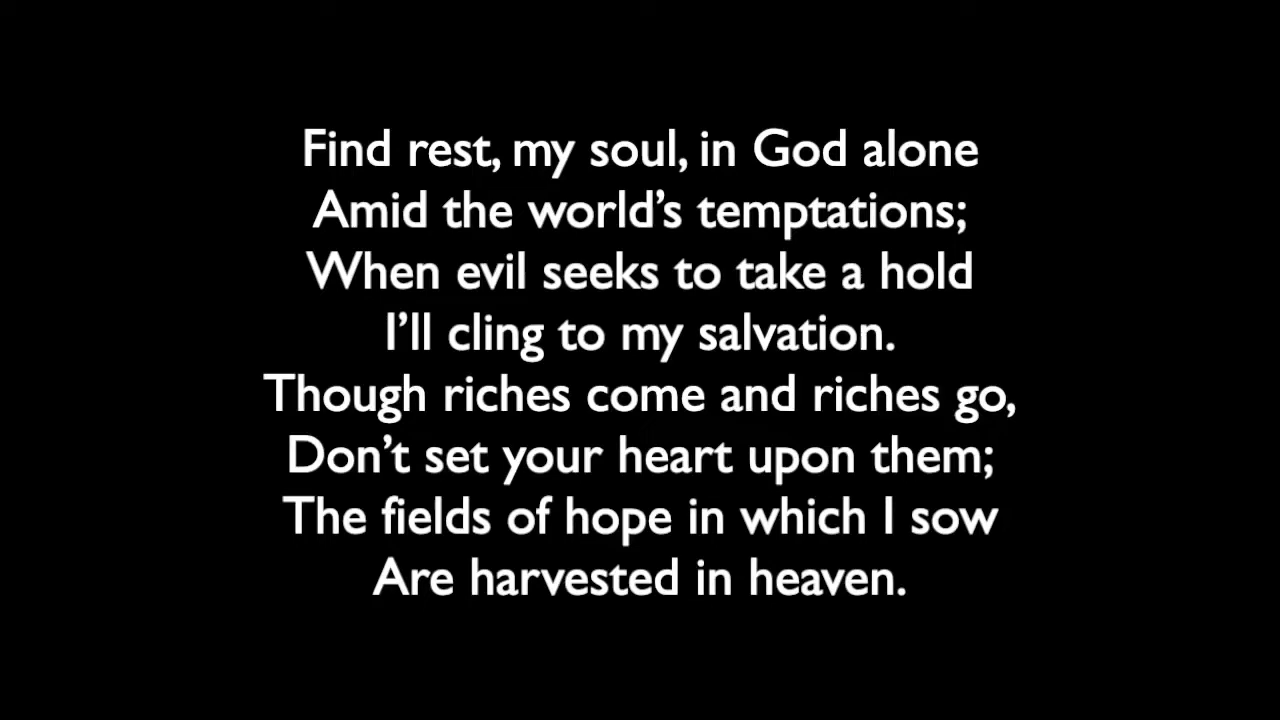 Find rest, my soul, in God alone
Amid the world’s temptations;
When evil seeks to take a hold
I’ll cling to my salvation.
Though riches come and riches go,
Don’t set your heart upon them;
The fields of hope in which I sow
Are harvested in heaven.